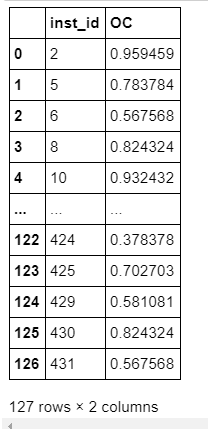 inst_id OC
0 2 0.959459
1 5 0.783784
2 6 0.567568
3 8 0.824324
4 10 0.932432
... ... ...
122 424 0.378378
123 425 0.702703
124 429 0.581081
125 430 0.824324
126 431 0.567568
127 rows × 2 columns